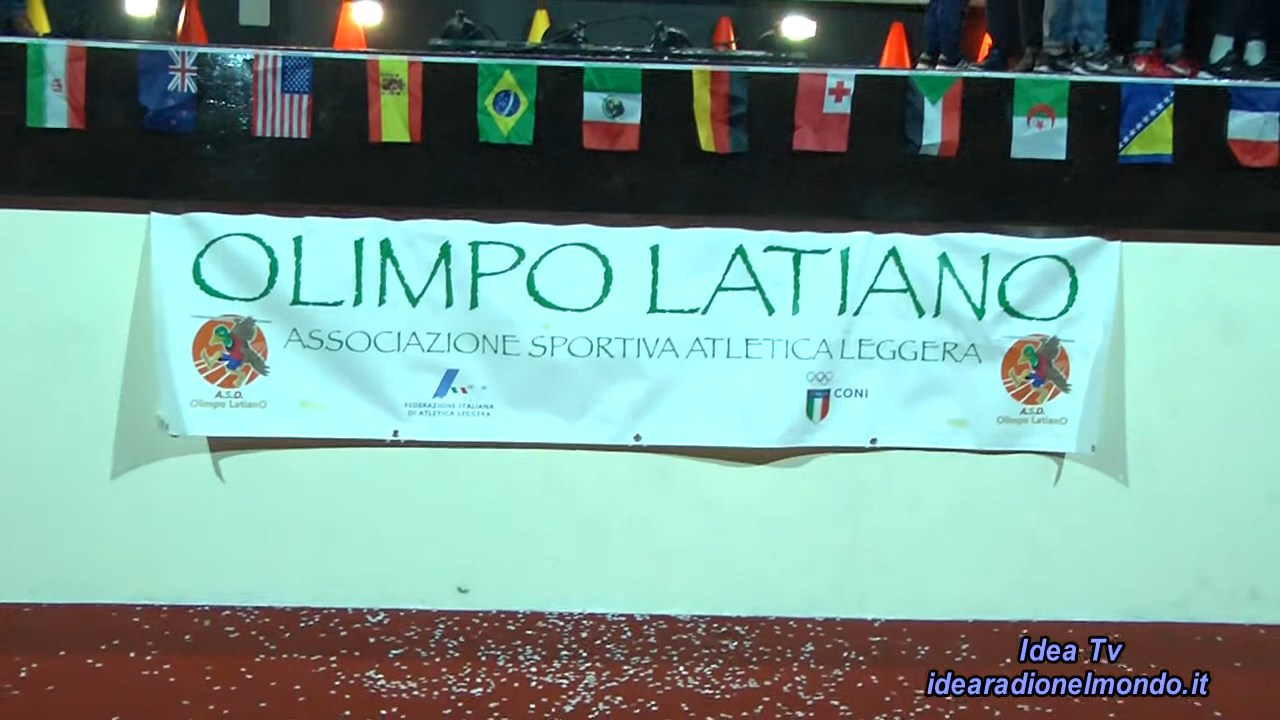 OLIMPO LATIANO
ASSOCIAZIONE SPORTIVA ATLETICA LEGGERA
A.S.D.
Olimpo LatianO
FEDERAZIONE ITALIANA
DI ATLETICA LEGGERA
CONI
A.S.D.
Olimpo LatianO
Idea Tv
idearadionelmondo.it